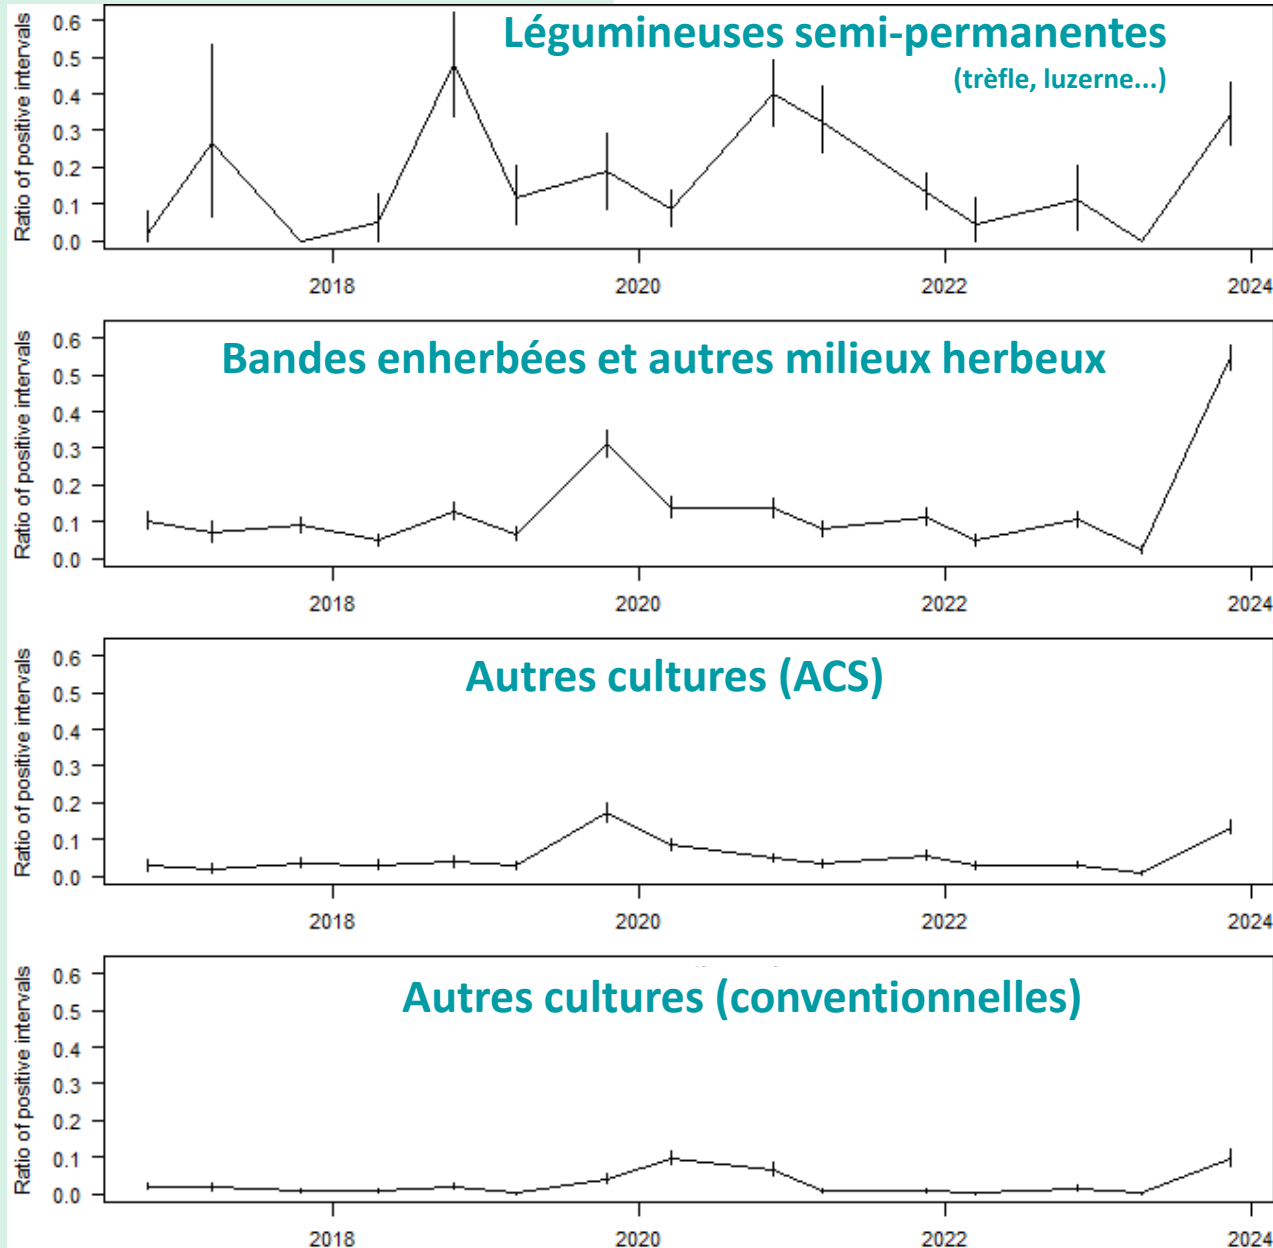 Légumineuses semi-permanentes
(trèfle, luzerne...)
Ratio of positive intervals
0.6
0.5
0.4
0.3
0.2
0.1
0.0
2018 2020 2022 2024
Bandes enherbées et autres milieux herbeux
Ratio of positive intervals
0.6
0.5
0.4
0.3
0.2
0.1
0.0
2018 2020 2022 2024
Autres cultures (ACS)
Ratio of positive intervals
0.6
0.5
0.4
0.3
0.2
0.1
0.0
2018 2020 2022 2024
Autres cultures (conventionnelles)
Ratio of positive intervals
0.6
0.5
0.4
0.3
0.2
0.1
0.0
2018 2020 2022 2024